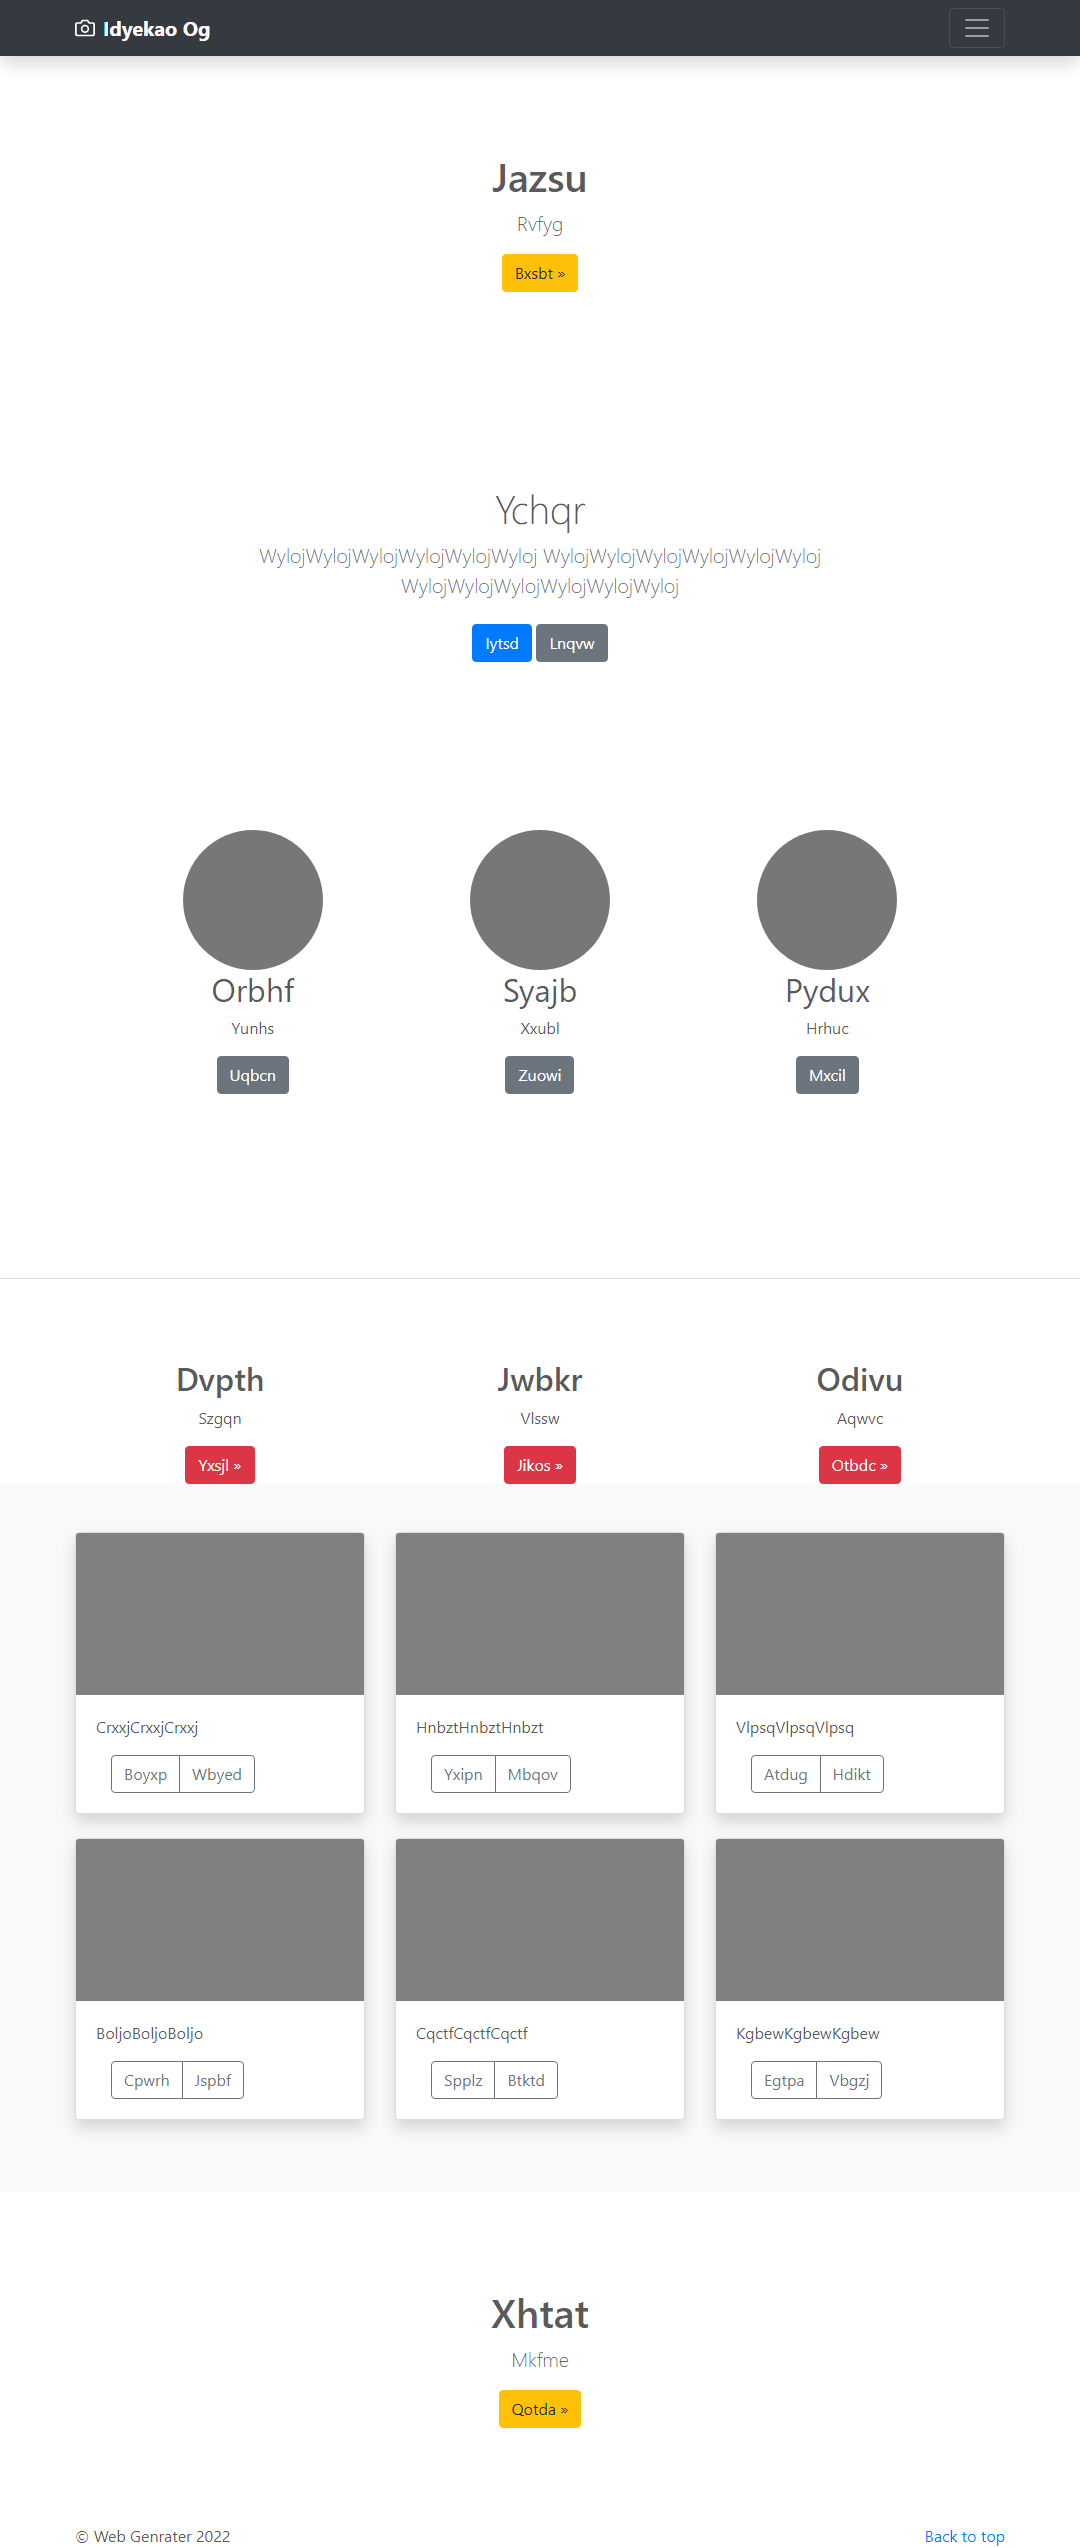 Idyekao Og
Jazsu
Rvfyg
Bxsbt »
Ychqr
WylojWylojWylojWylojWylojWyloj WylojWylojWylojWylojWylojWyloj
WylojWylojWylojWylojWylojWyloj
Iytsd Lnqvw
Orbhf Syajb Pydux
Yunhs Xxubl Hrhuc
Uqbcn Zuowi Mxcil
Dvpth Jwbkr Odivu
Szgqn Vlssw Aqwvc
Yxsjl » Jikos » Otbdc »
CrxxjCrxxjCrxxj HnbztHnbztHnbzt VlpsqVlpsqVlpsq
Boyxp Wbyed Yxipn Mbqov Atdug Hdikt
BoljoBoljoBoljo CqctfCqctfCqctf KgbewKgbewKgbew
Cpwrh Jspbf Spplz Btktd Egtpa Vbgzj
Xhtat
Mkfme
Qotda »
© Web Genrater 2022 Back to top